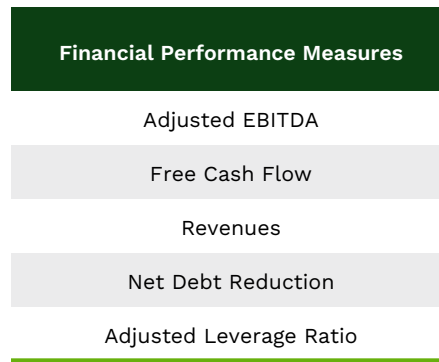 Financial Performance Measures
Adjusted EBITDA
Free Cash Flow
Revenues
Net Debt Reduction
Adjusted Leverage Ratio